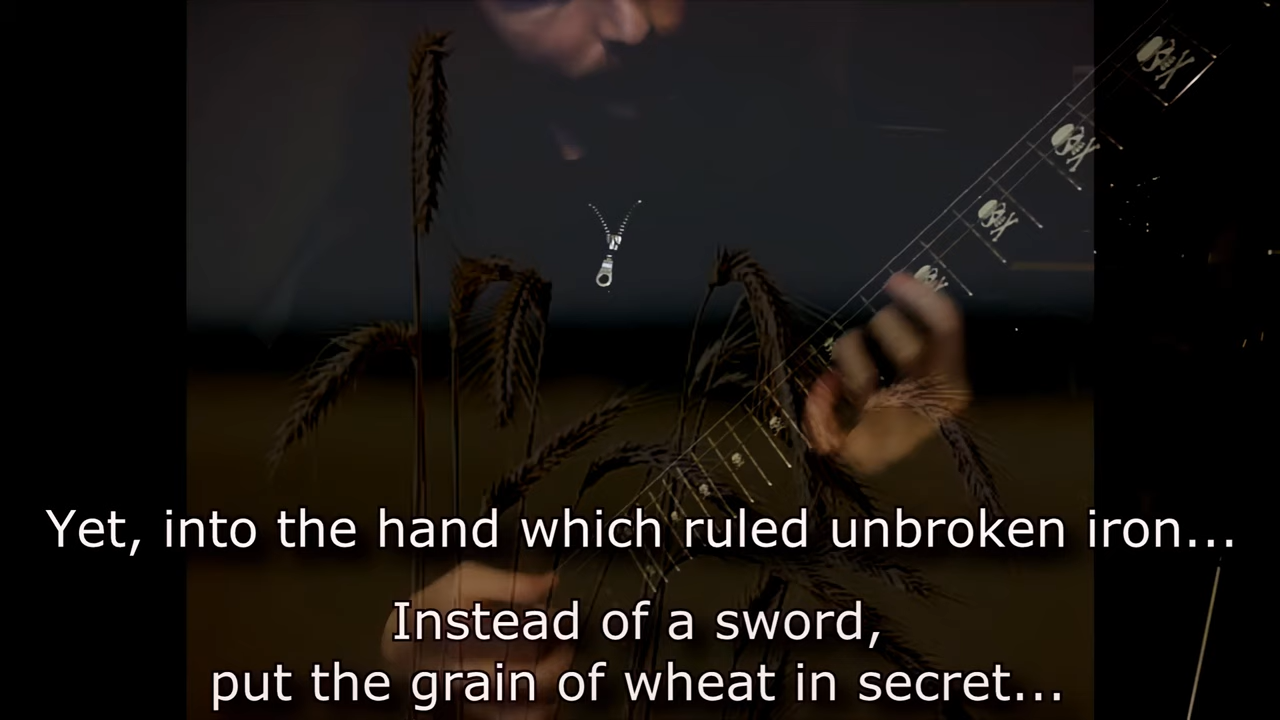 Yet, into the hand which ruled unbroken iron...
Instead of a sword,
put the grain of wheat in secret...